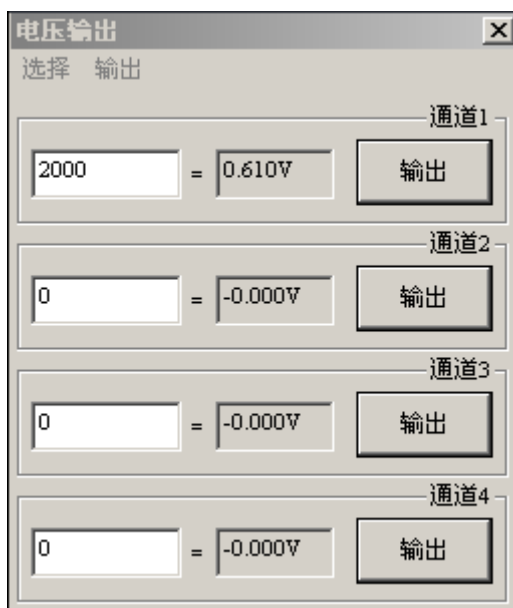 电压输出
选择 输出
通道1
2000 = 0.610V 输出
通道2
0 = -0.000V 输出
通道3
0 = -0.000V 输出
通道4
0 = -0.000V 输出